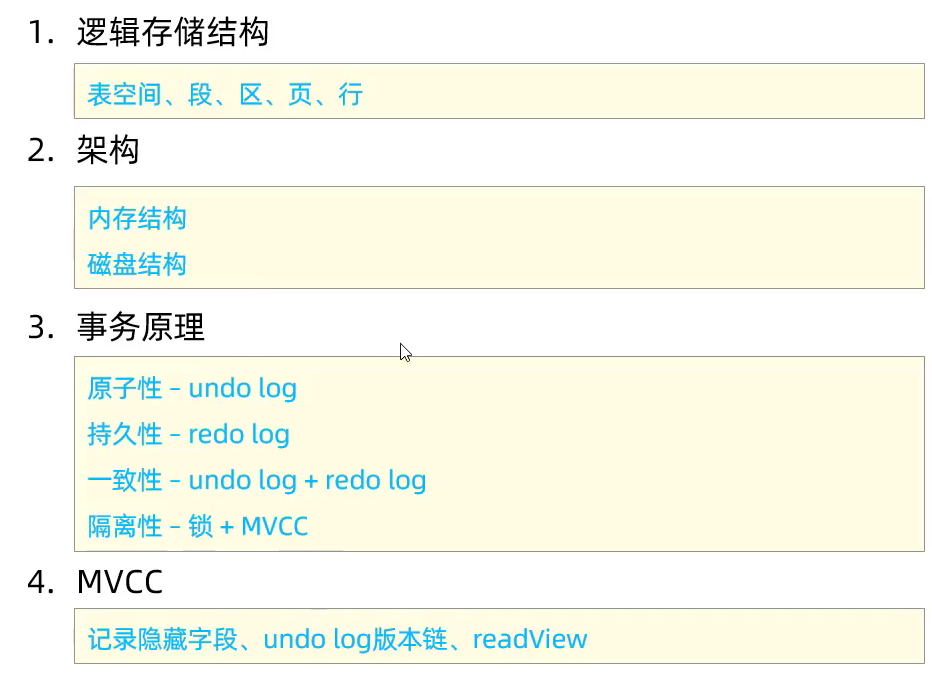 1. 逻辑存储结构
表空间、段、区、页、行
2. 架构
内存结构
磁盘结构
3. 事务原理
原子性 – undo log
持久性 – redo log
一致性 – undo log + redo log
隔离性 – 锁 + MVCC
4. MVCC
记录隐藏字段、undo log版本链、readView